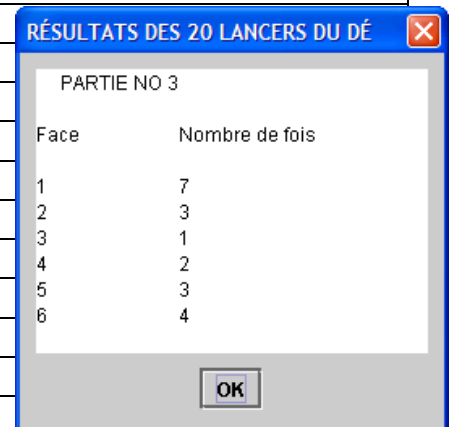 RÉSULTATS DES 20 LANCERS DU DÉ
PARTIE NO 3
Face Nombre de fois
1 7
2 3
3 1
4 2
5 3
6 4
OK